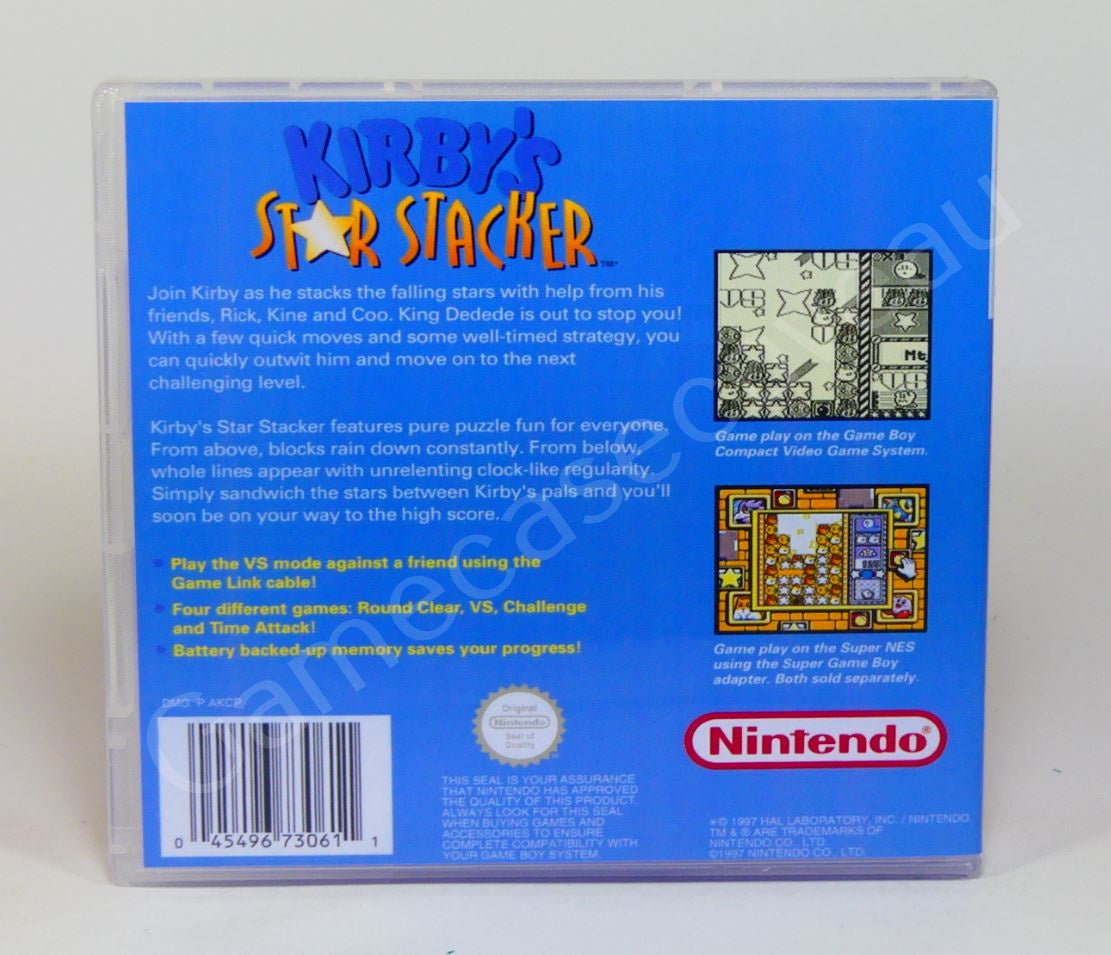 KIRBY'S
STAR STACKER™
Join Kirby as he stacks the falling stars with help from his
friends, Rick, Kine and Coo. King Dedede is out to stop you!
With a few quick moves and some well-timed strategy, you
can quickly outwit him and move on to the next
challenging level.
Kirby's Star Stacker features pure puzzle fun for everyone.
From above, blocks rain down constantly. From below,
whole lines appear with unrelenting clock-like regularity.
Simply sandwich the stars between Kirby's pals and you'll
soon be on your way to the high score.
Play the VS mode against a friend using the
Game Link cable!
Four different games: Round Clear, VS, Challenge
and Time Attack!
Battery backed-up memory saves your progress!
VS
VS
X3
Mt.
VS
Game play on the Game Boy
Compact Video Game System.
Game play on the Super NES
using the Super Game Boy
adapter. Both sold separately.
DMG P AKCP
0 45496 73061 1
Original
Nintendo
Seal of
Quality
THIS SEAL IS YOUR ASSURANCE
THAT NINTENDO HAS APPROVED
THE QUALITY OF THIS PRODUCT.
ALWAYS LOOK FOR THIS SEAL
WHEN BUYING GAMES AND
ACCESSORIES TO ENSURE
COMPLETE COMPATIBILITY WITH
YOUR GAME BOY SYSTEM.
Nintendo®
*© 1997 HAL LABORATORY, INC. / NINTENDO.
TM & ® ARE TRADEMARKS OF
NINTENDO CO., LTD.
©1997 NINTENDO CO., LTD.